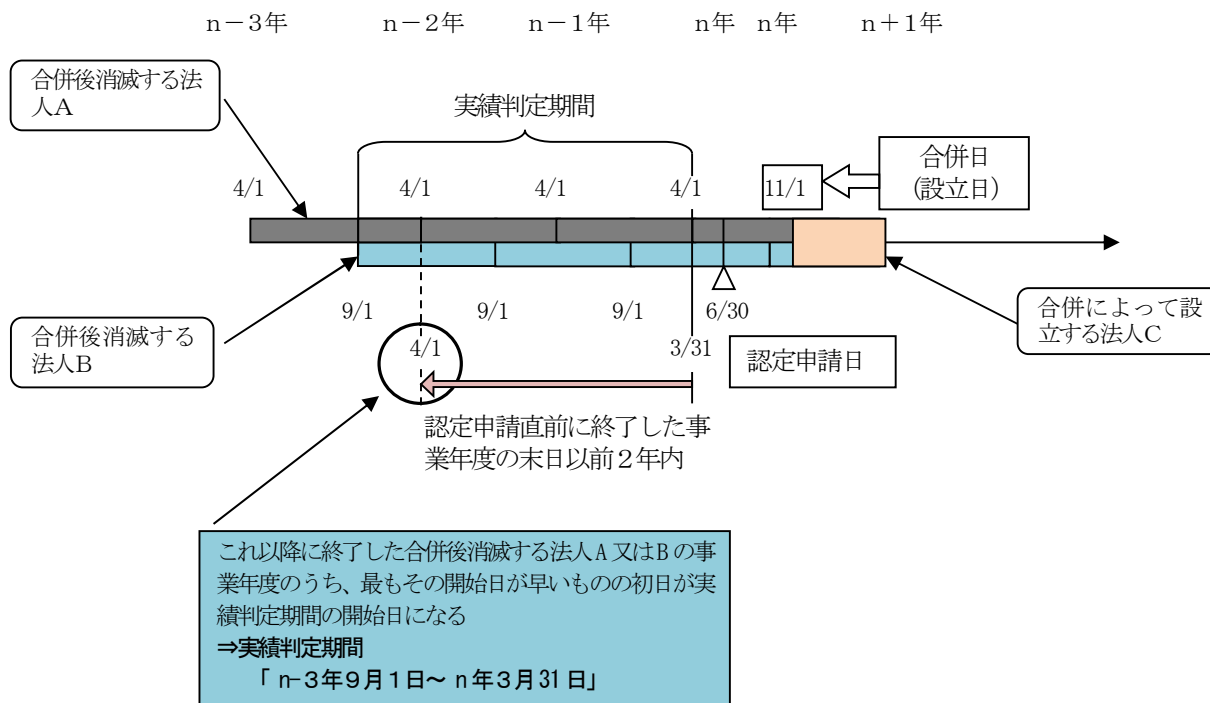 n－3年
n－2年
n－1年
n年
n年
n＋1年
合併後消滅する法
人A
実績判定期間
合併日
(設立日)
4/1
4/1
4/1
4/1
11/1
9/1
9/1
9/1
6/30
合併後消滅する
法人B
4/1
3/31
認定申請日
合併によって設
立する法人C
認定申請直前に終了した事
業年度の末日以前２年内
これ以降に終了した合併後消滅する法人A又はBの事
業年度のうち、最もその開始日が早いものの初日が実
績判定期間の開始日になる
⇒実績判定期間
「 n-３年９月１日～ n年３月31日」